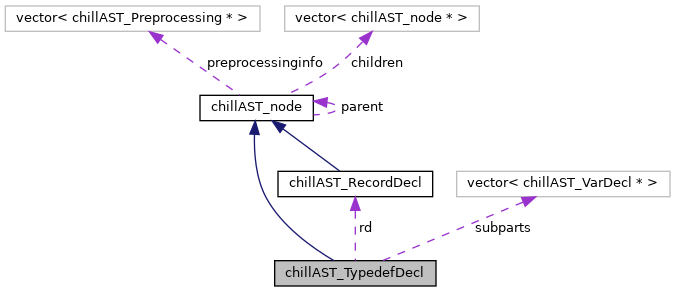 vector< chillAST_Preprocessing * >
vector< chillAST_node * >
preprocessinginfo
children
chillAST_node
parent
chillAST_RecordDecl
vector< chillAST_VarDecl * >
rd
subparts
chillAST_TypedefDecl